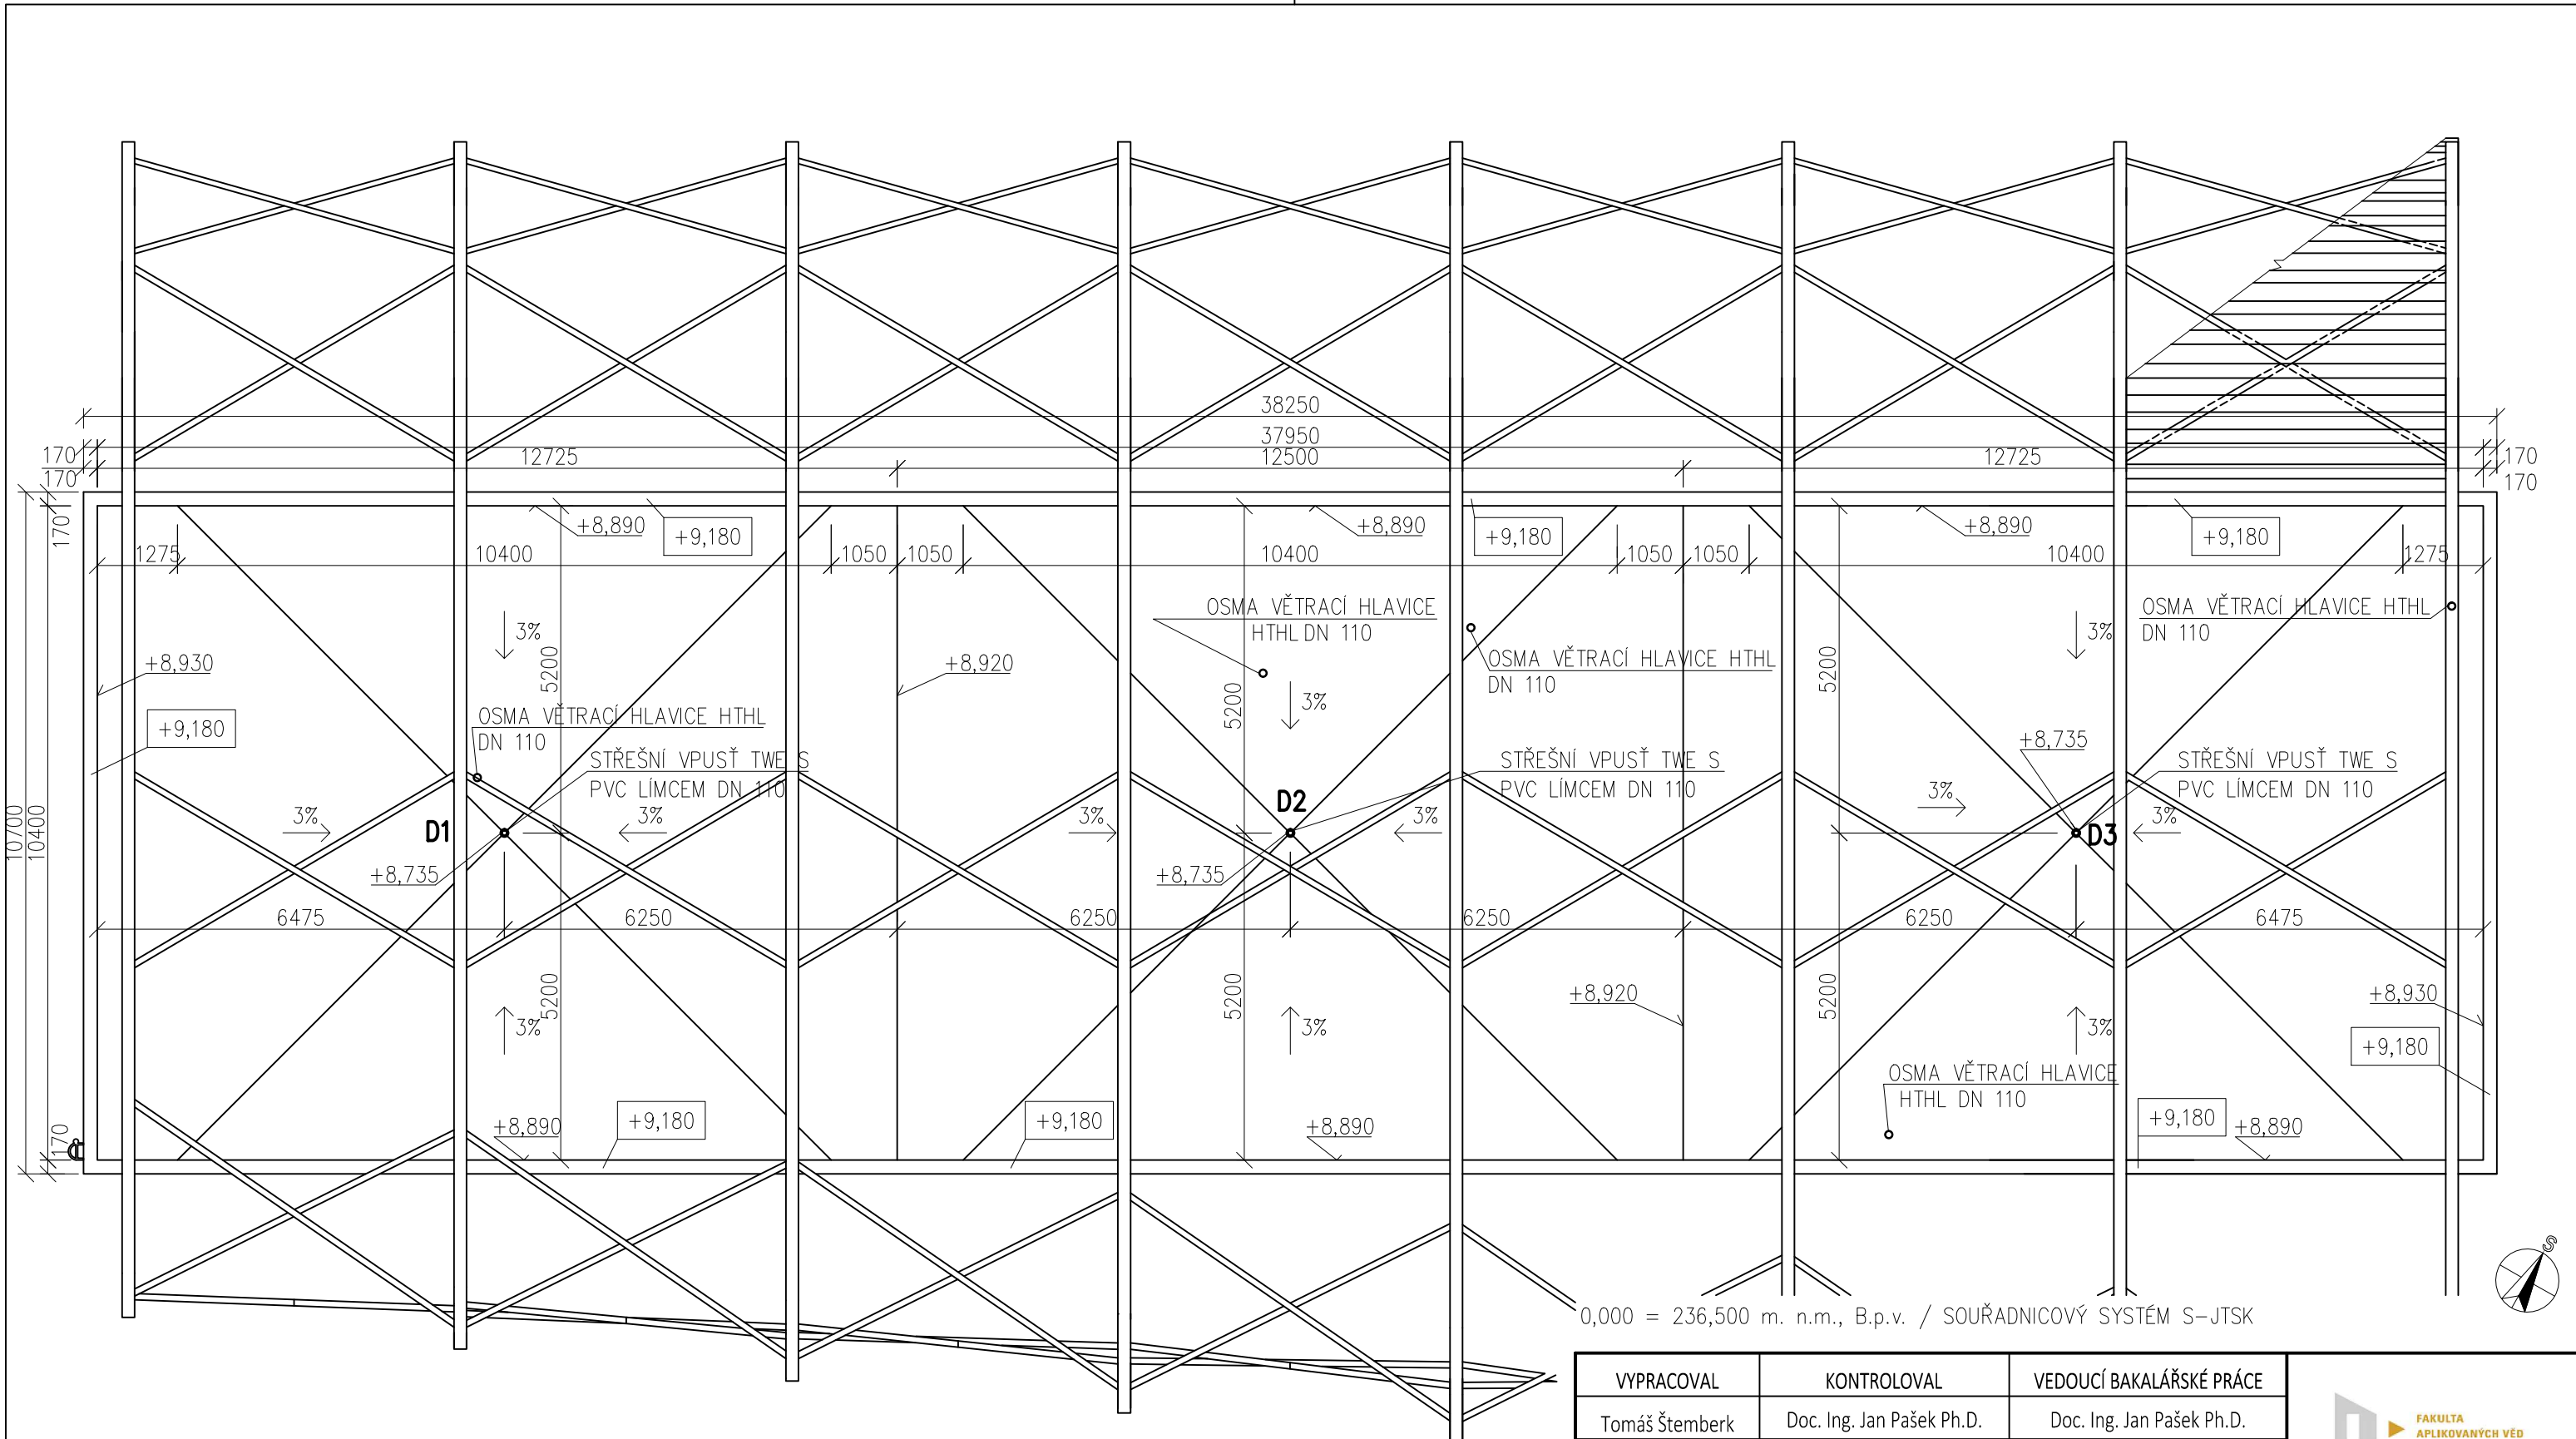 38250
37950
12725
12500
12725
170
170
170
170
10700
10400
170
170
+8,890
+9,180
+8,890
+9,180
+8,890
+9,180
1275
10400
1050
1050
10400
1050
1050
10400
1275
3%
5200
+8,930
+9,180
+8,920
OSMA VĚTRACÍ HLAVICE
HTHL DN 110
OSMA VĚTRACÍ HLAVICE HTHL
DN 110
OSMA VĚTRACÍ HLAVICE HTHL
DN 110
3%
5200
5200
3%
OSMA VĚTRACÍ HLAVICE HTHL
DN 110
STŘEŠNÍ VPUSŤ TWE S
PVC LÍMCEM DN 110
STŘEŠNÍ VPUSŤ TWE S
PVC LÍMCEM DN 110
+8,735
STŘEŠNÍ VPUSŤ TWE S
PVC LÍMCEM DN 110
3%
D1
3%
3%
D2
3%
3%
D3
3%
+8,735
+8,735
6475
6250
6250
6250
6250
6475
5200
3%
5200
3%
+8,920
5200
3%
+8,930
+9,180
OSMA VĚTRACÍ HLAVICE
HTHL DN 110
+8,890
+9,180
+9,180
+8,890
+9,180
+8,890
S
0,000 = 236,500 m. n.m., B.p.v. / SOUŘADNICOVÝ SYSTÉM S-JTSK
VYPRACOVAL
KONTROLOVAL
VEDOUCÍ BAKALÁŘSKÉ PRÁCE
Tomáš Štemberk
Doc. Ing. Jan Pašek Ph.D.
Doc. Ing. Jan Pašek Ph.D.
FAKULTA
APLIKOVANÝCH VĚD